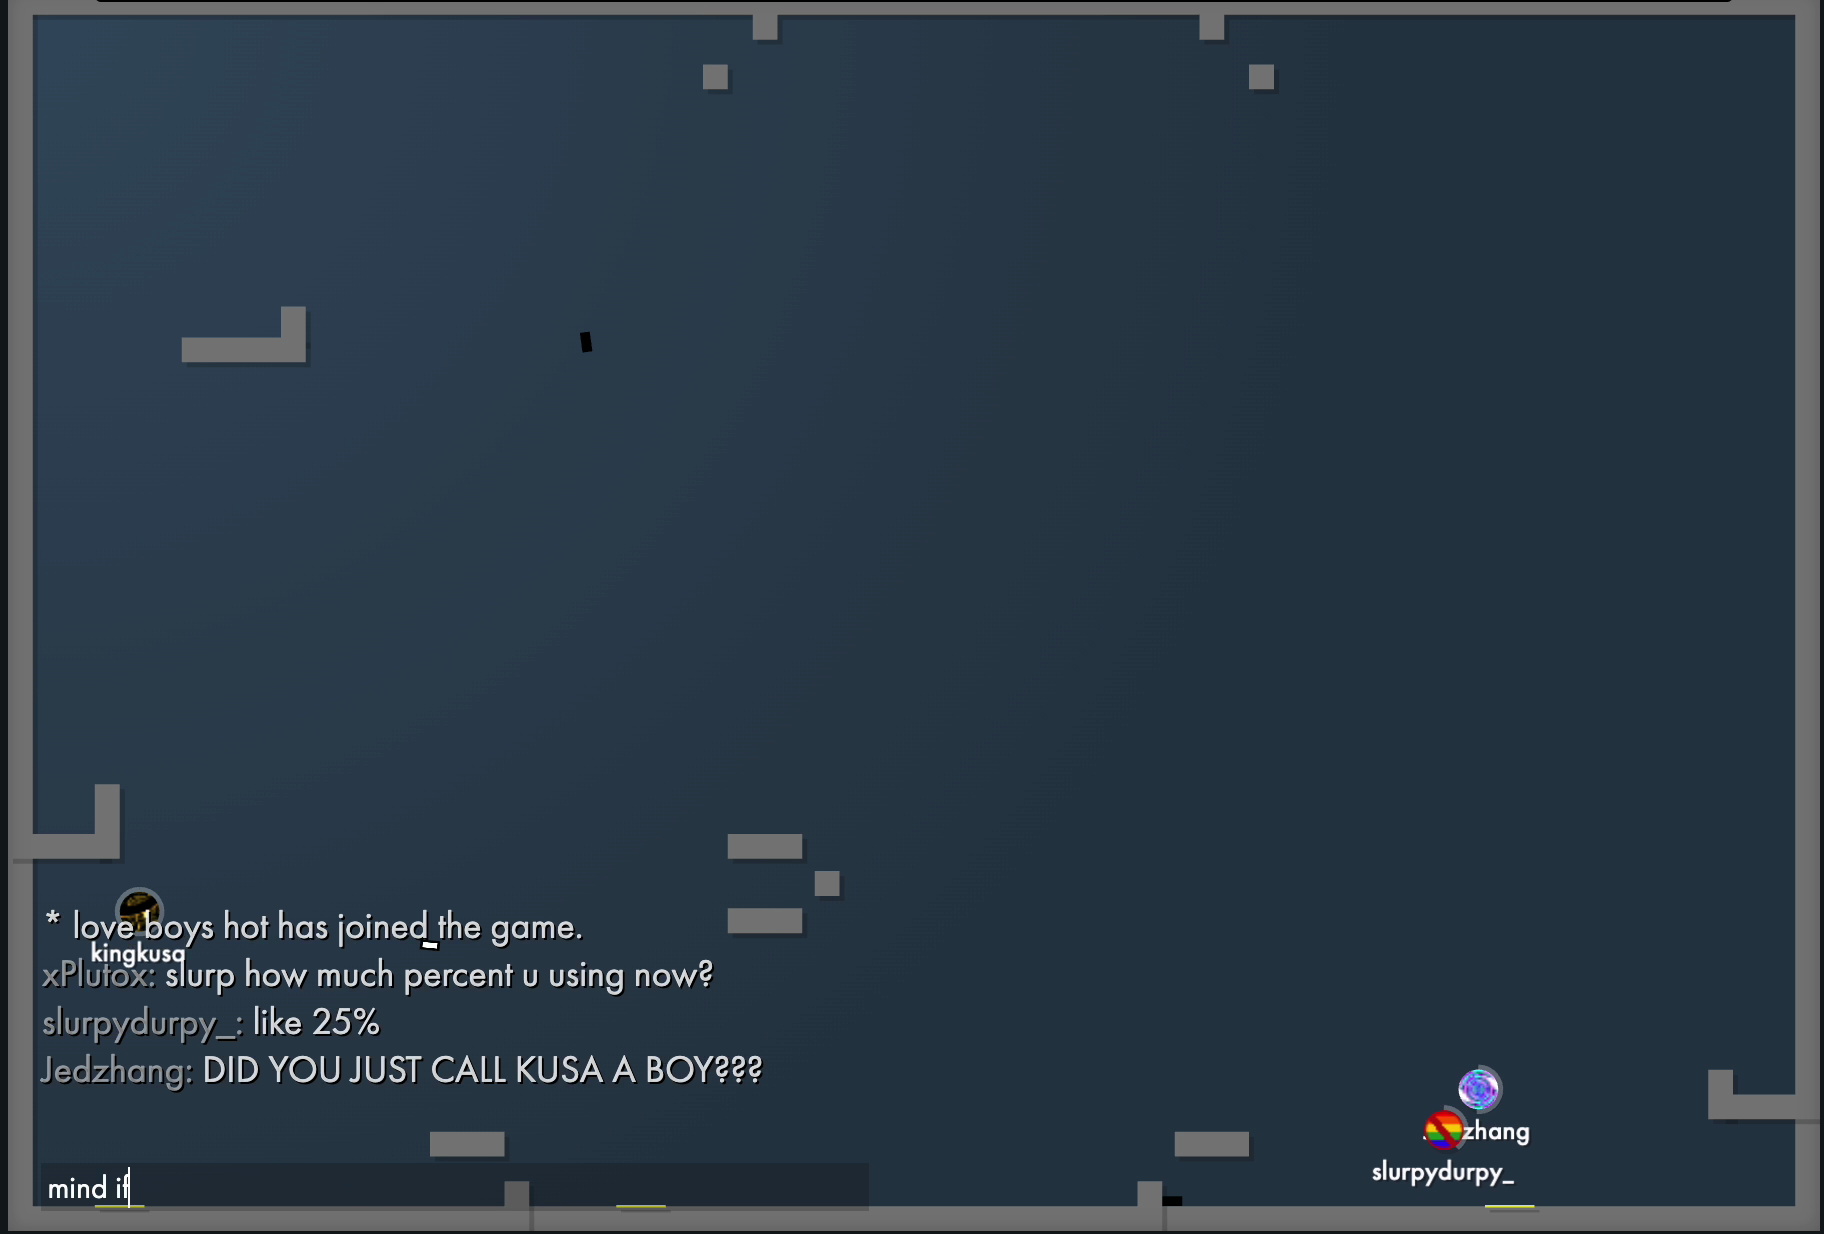 * love boys hot has joined the game.
kingkusa
xPlutox: slurp how much percent u using now?
slurpydurpy_: like 25%
Jedzhang: DID YOU JUST CALL KUSA A BOY???
zhang
slurpydurpy_
mind if